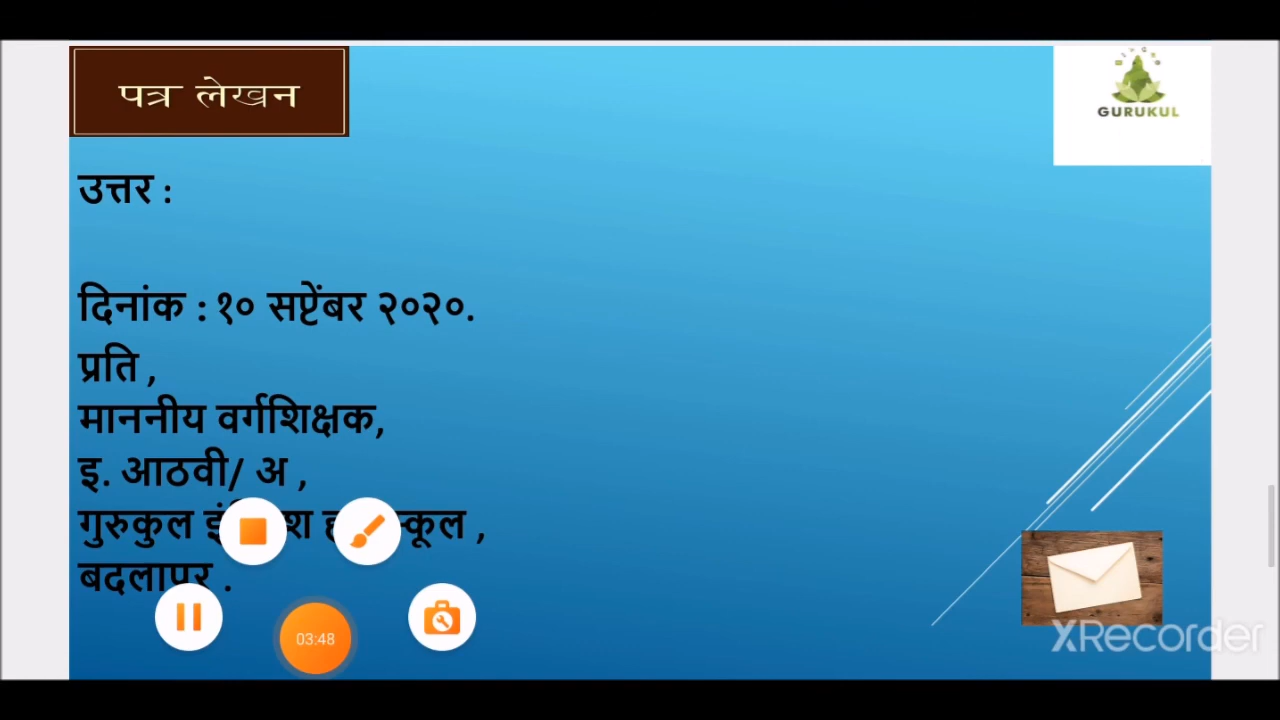 पत्र लेखन
GURUKUL
उत्तर :
दिनांक : १० सप्टेंबर २०२०.
प्रति ,
माननीय वर्गशिक्षक,
इ. आठवी/ अ ,
गुरुकुल
बदलापूर .
03:48
XRecorder